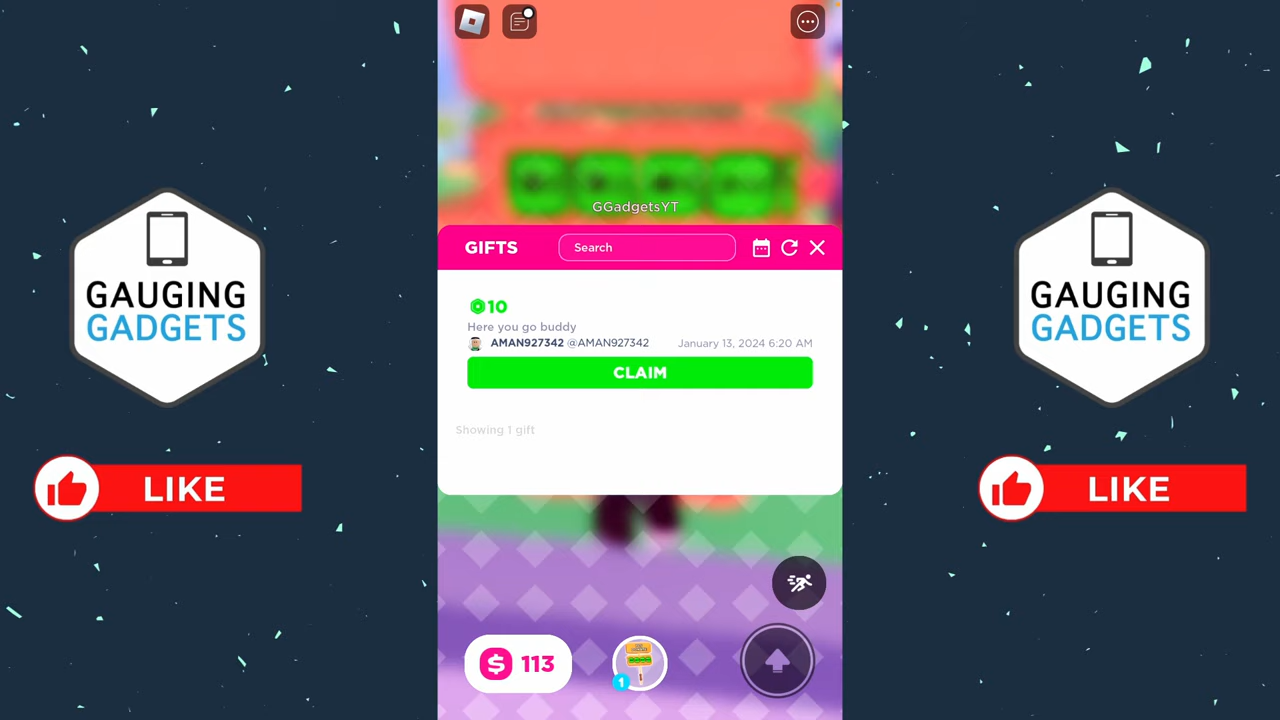 GGadgetsYT
GIFTS
Search
10
Here you go buddy
AMAN927342 @AMAN927342
January 13, 2024 6:20 AM
CLAIM
Showing 1 gift
$ 113
1
GAUGING
GADGETS
LIKE
GAUGING
GADGETS
LIKE